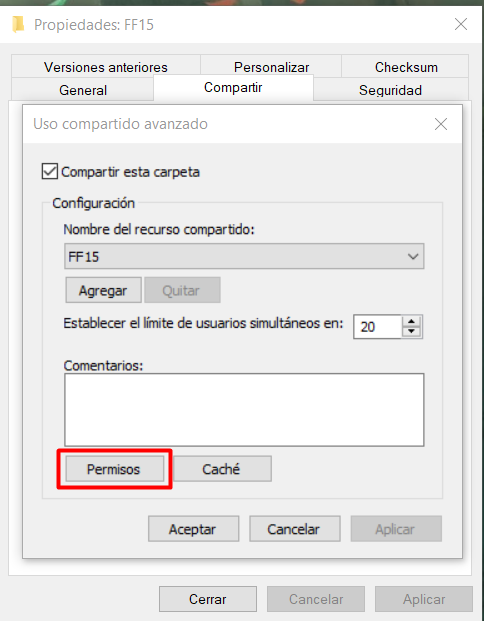 Propiedades: FF15
Versiones anteriores Personalizar Checksum
General Compartir Seguridad
Uso compartido avanzado
Compartir esta carpeta
Configuración
Nombre del recurso compartido:
FF15
Agregar Quitar
Establecer el límite de usuarios simultáneos en: 20
Comentarios:
Permisos Caché
Aceptar Cancelar Aplicar
Cerrar Cancelar Aplicar